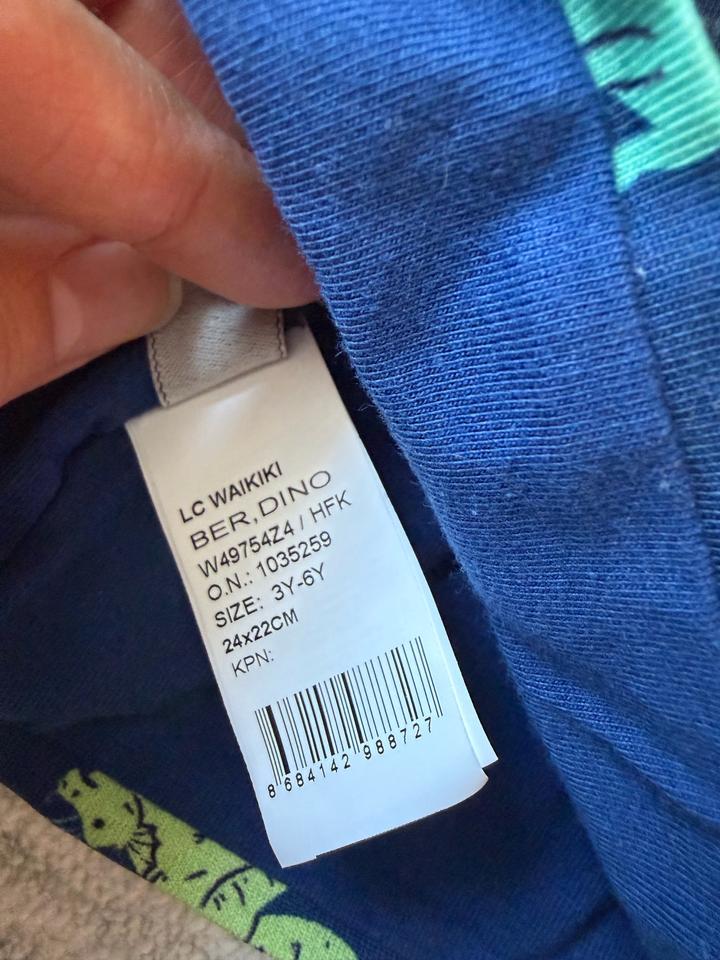 LC WAIKIKI
BER,DINO
W49754Z4 / HFK
O.N.: 1035259
SIZE: 3Y-6Y
24x22CM
KPN:
8 684142 988727